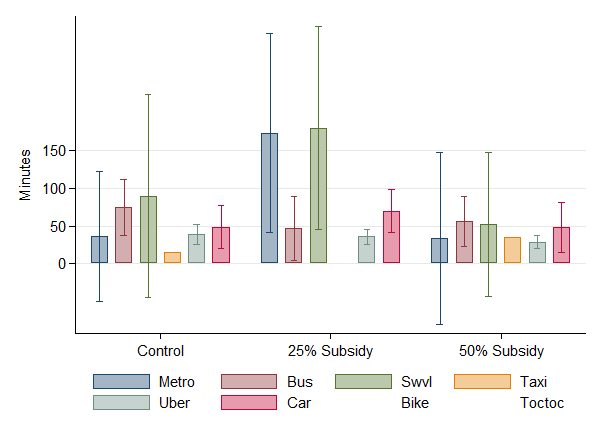 Minutes
150
100
50
0
Control 25% Subsidy 50% Subsidy
Metro Bus Swvl Taxi
Uber Car Bike Toctoc